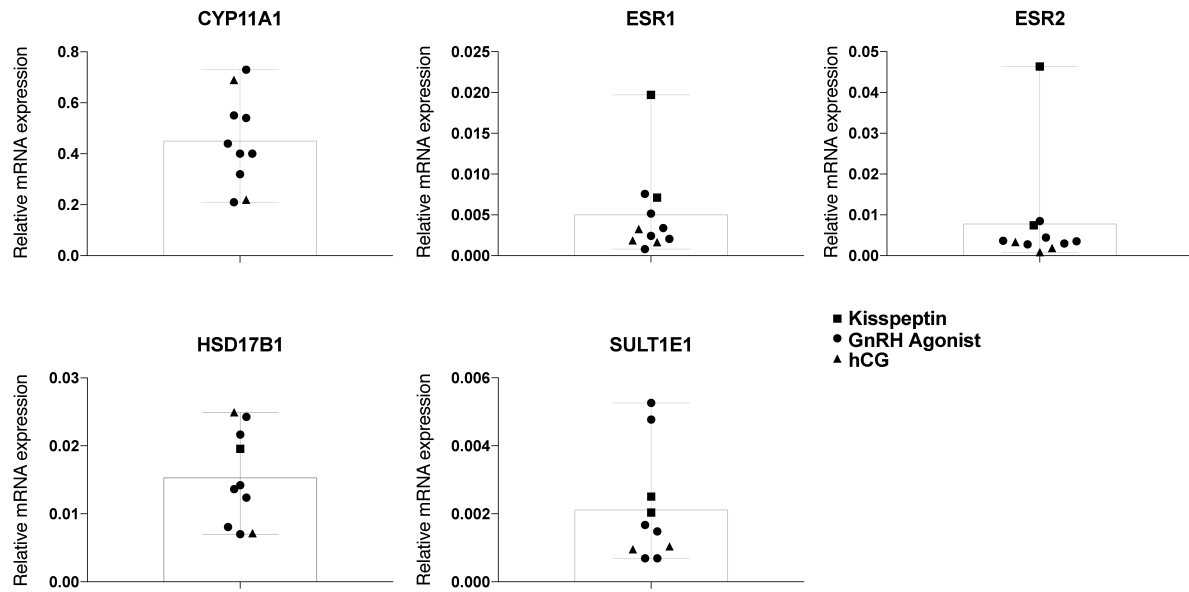 CYP11A1
Relative mRNA expression
0.8
0.6
0.4
0.2
0.0
ESR1
Relative mRNA expression
0.025
0.020
0.015
0.010
0.005
0.000
ESR2
Relative mRNA expression
0.05
0.04
0.03
0.02
0.01
0.00
HSD17B1
Relative mRNA expression
0.03
0.02
0.01
0.00
SULT1E1
Relative mRNA expression
0.006
0.004
0.002
0.000
Kisspeptin
GnRH Agonist
hCG